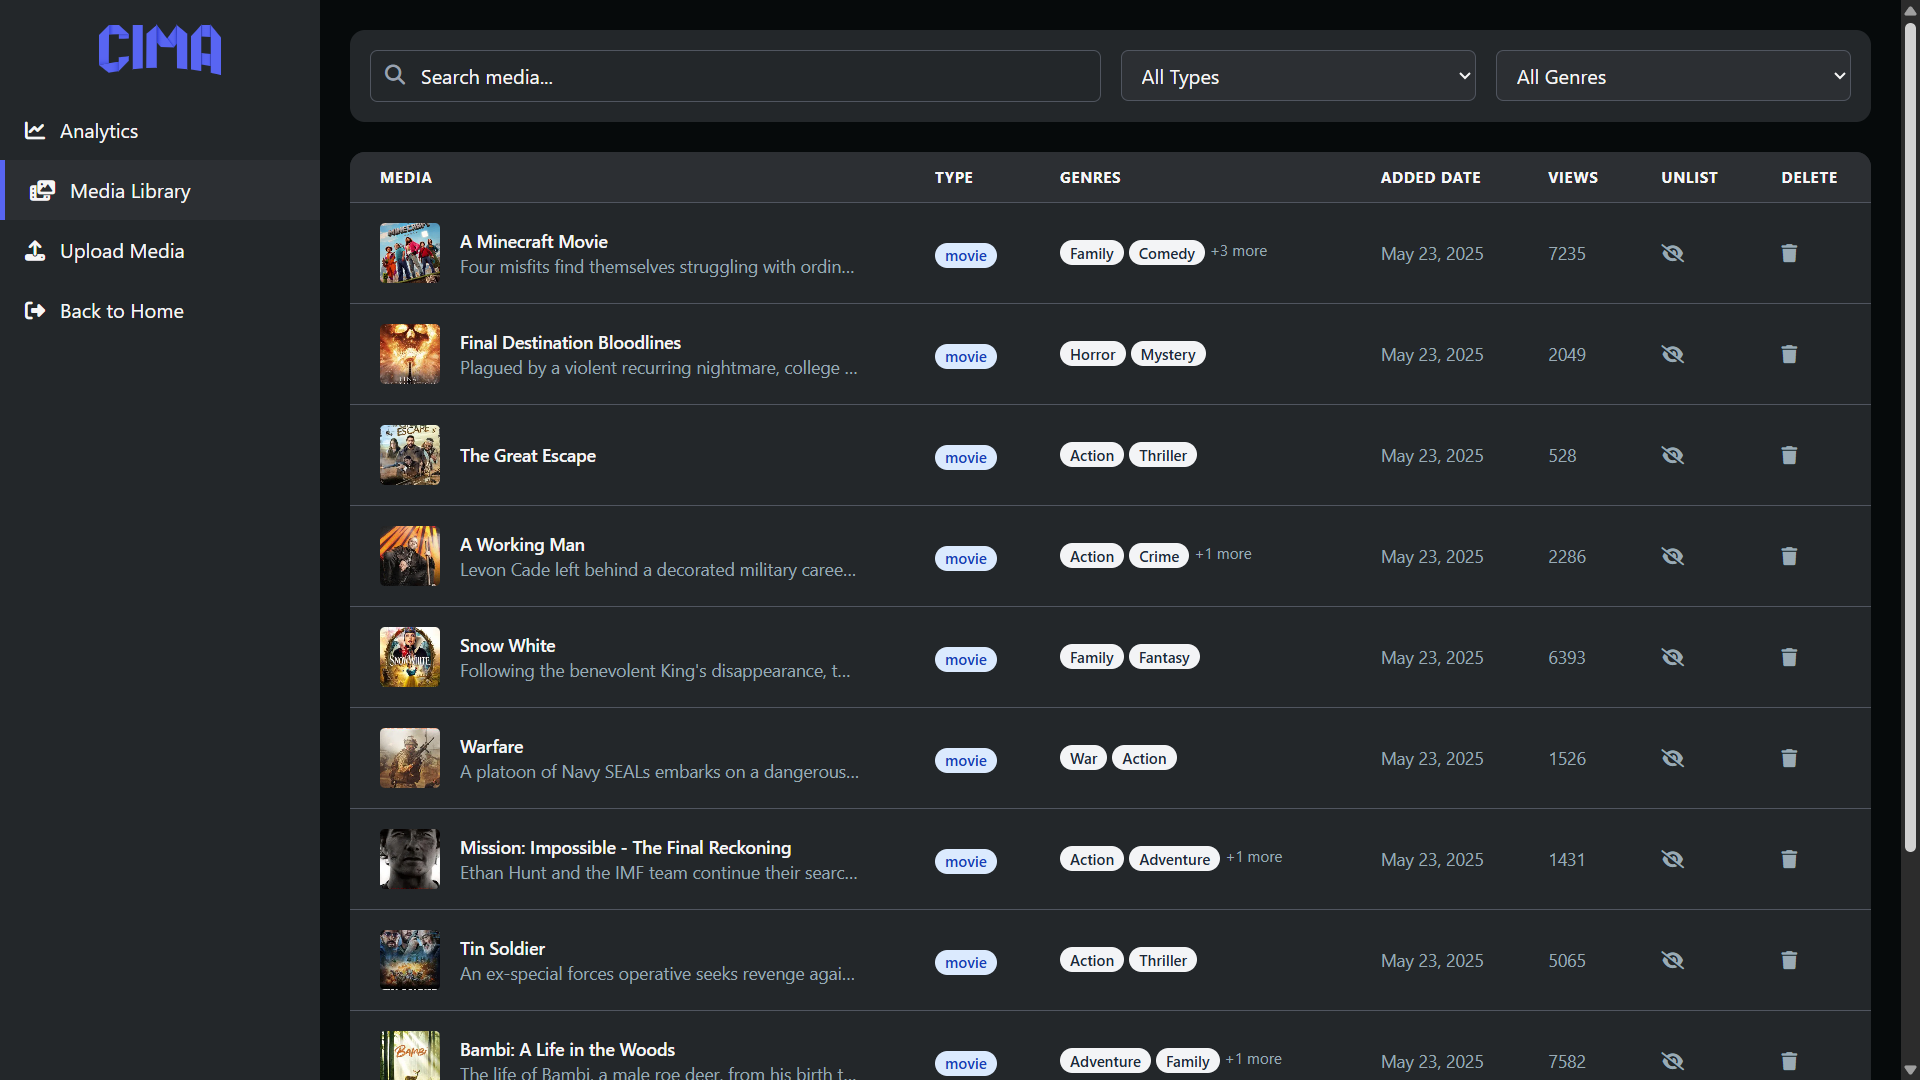 CIMA
Analytics
Media Library
Upload Media
Back to Home
Search media...
All Types
All Genres
MEDIA TYPE GENRES ADDED DATE VIEWS UNLIST DELETE
A Minecraft Movie
Four misfits find themselves struggling with ordin...
movie Family Comedy +3 more May 23, 2025 7235
Final Destination Bloodlines
Plagued by a violent recurring nightmare, college ...
movie Horror Mystery May 23, 2025 2049
ESCAPE
The Great Escape
movie Action Thriller May 23, 2025 528
A Working Man
Levon Cade left behind a decorated military caree...
movie Action Crime +1 more May 23, 2025 2286
SNOW WHITE
Snow White
Following the benevolent King's disappearance, t...
movie Family Fantasy May 23, 2025 6393
Warfare
A platoon of Navy SEALs embarks on a dangerous...
movie War Action May 23, 2025 1526
Mission: Impossible - The Final Reckoning
Ethan Hunt and the IMF team continue their searc...
movie Action Adventure +1 more May 23, 2025 1431
Tin Soldier
An ex-special forces operative seeks revenge agai...
movie Action Thriller May 23, 2025 5065
BAMBI
Bambi: A Life in the Woods
The life of Bambi, a male roe deer, from his birth t...
movie Adventure Family +1 more May 23, 2025 7582